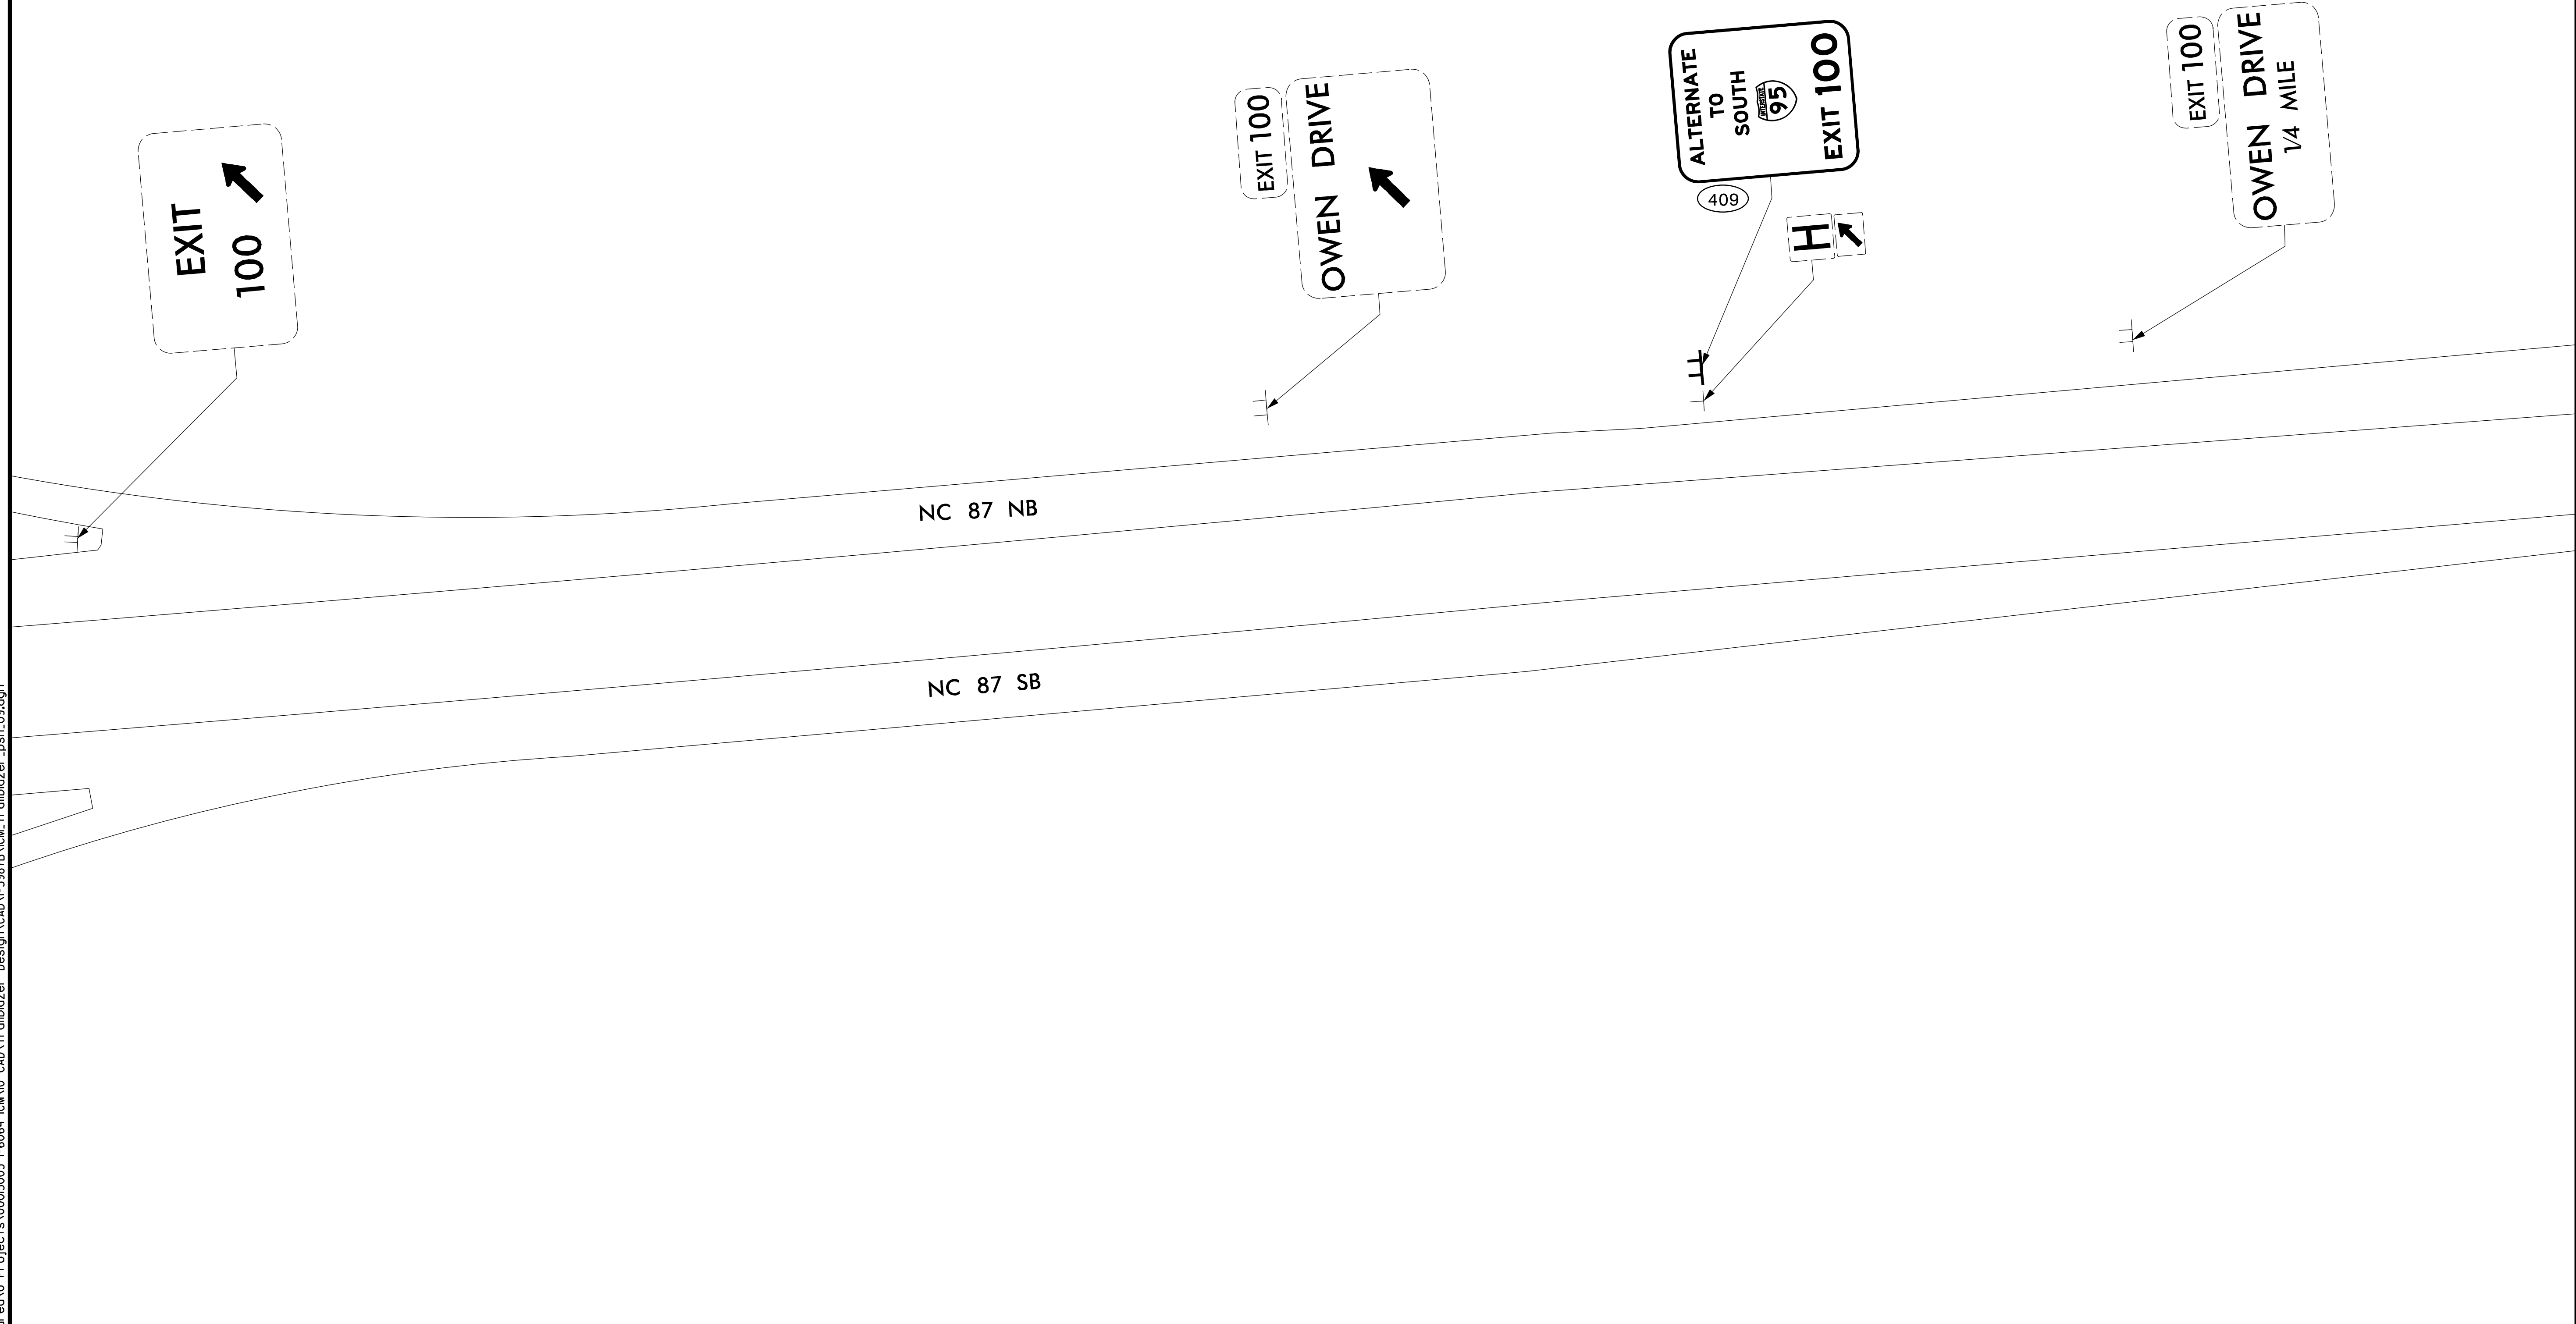 EXIT
100
EXIT 100
OWEN DRIVE
ALTERNATE
TO
SOUTH
INTERSTATE
95
EXIT 100
409
H
EXIT 100
OWEN DRIVE
1/4 MILE
NC 87 NB
NC 87 SB